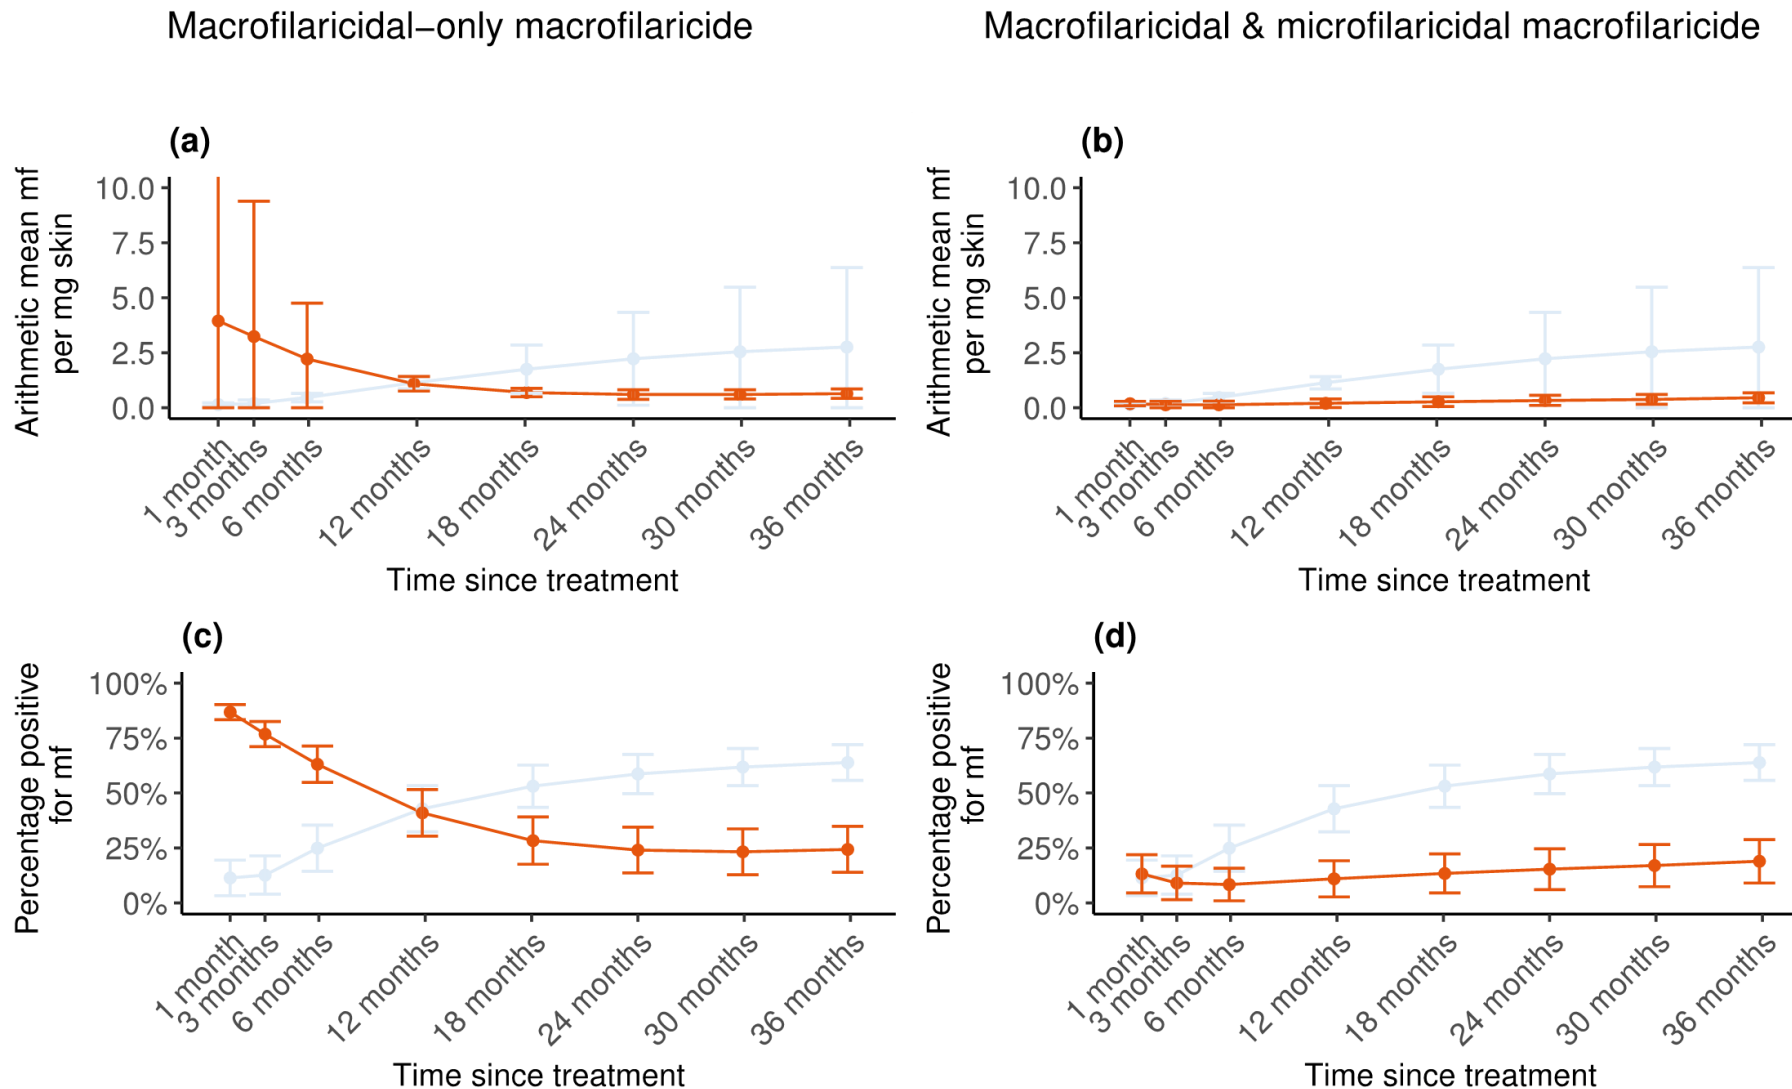 Macrofilaricidal−only macrofilaricide
Macrofilaricidal & microfilaricidal macrofilaricide
(a)
Arithmetic mean mf
per mg skin
10.0
7.5
5.0
2.5
0.0
1 month
3 months
6 months
12 months
18 months
24 months
30 months
36 months
Time since treatment
(b)
Arithmetic mean mf
per mg skin
10.0
7.5
5.0
2.5
0.0
1 month
3 months
6 months
12 months
18 months
24 months
30 months
36 months
Time since treatment
(c)
Percentage positive
for mf
100%
75%
50%
25%
0%
1 month
3 months
6 months
12 months
18 months
24 months
30 months
36 months
Time since treatment
(d)
Percentage positive
for mf
100%
75%
50%
25%
0%
1 month
3 months
6 months
12 months
18 months
24 months
30 months
36 months
Time since treatment